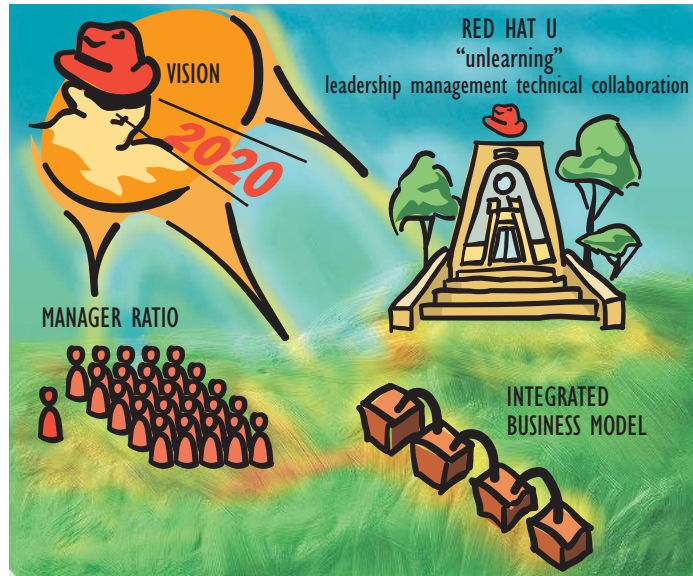 VISION
2020
RED HAT U
“unlearning”
leadership management technical collaboration
MANAGER RATIO
INTEGRATED
BUSINESS MODEL